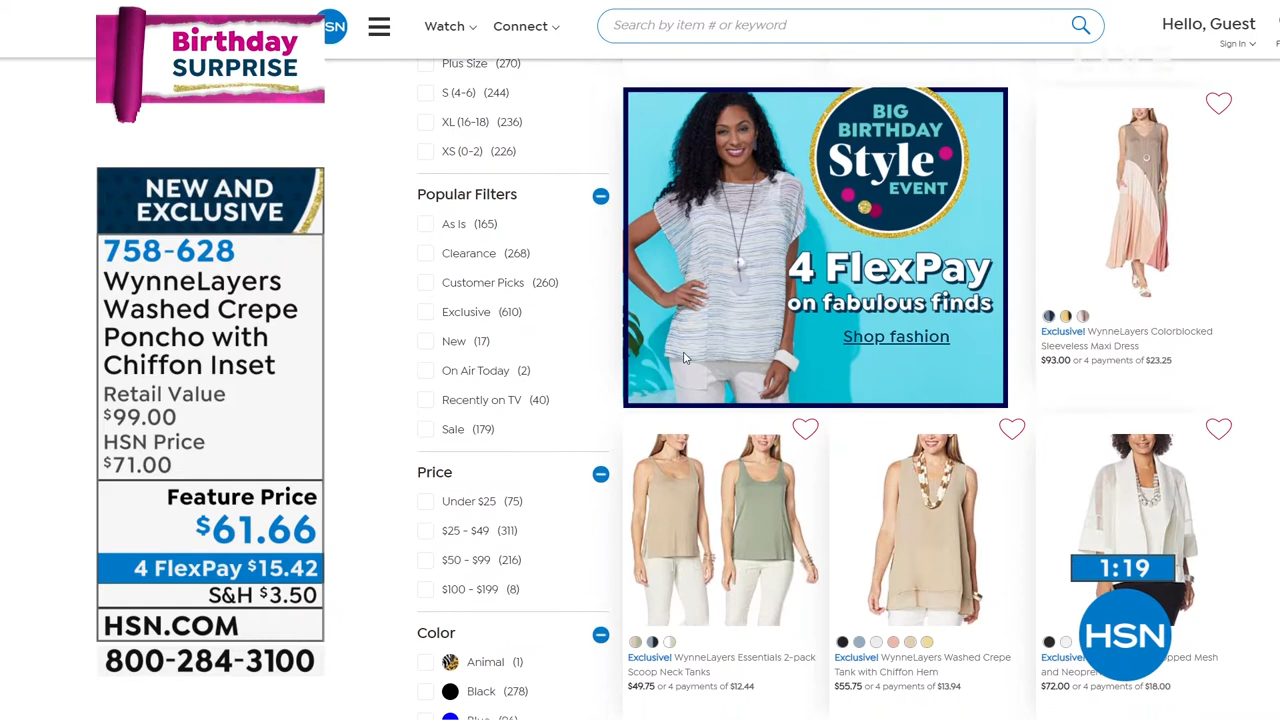 Birthday
SURPRISE
Watch
Connect
Search by item # or keyword
Hello, Guest
Sign In
NEW AND
EXCLUSIVE
758-628
WynneLayers
Washed Crepe
Poncho with
Chiffon Inset
Retail Value
$99.00
HSN Price
$71.00
Feature Price
$61.66
4 FlexPay $15.42
S&H $3.50
HSN.COM
800-284-3100
Plus Size (270)
S (4-6) (244)
XL (16-18) (236)
XS (0-2) (226)
Popular Filters
As Is (165)
Clearance (268)
Customer Picks (260)
Exclusive (610)
New (17)
On Air Today (2)
Recently on TV (40)
Sale (179)
Price
Under $25 (75)
$25 - $49 (311)
$50 - $99 (216)
$100 - $199 (8)
Color
Animal (1)
Black (278)
BIG
BIRTHDAY
Style
EVENT
4 FlexPay
on fabulous finds
Shop fashion
Exclusive! WynneLayers Colorblocked
Sleeveless Maxi Dress
$93.00 or 4 payments of $23.25
Exclusive! WynneLayers Essentials 2-pack
Scoop Neck Tanks
$49.75 or 4 payments of $12.44
Exclusive! WynneLayers Washed Crepe
Tank with Chiffon Hem
$55.75 or 4 payments of $13.94
1:19
HSN
Mesh
and
$72.00 or 4 payments of $18.00